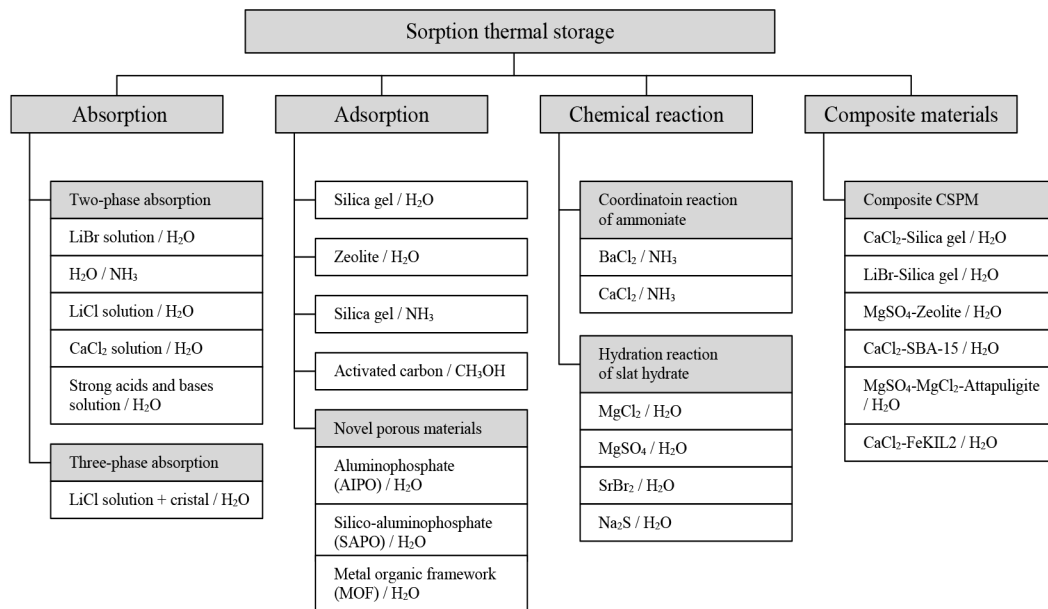 Sorption thermal storage
Absorption
Two-phase absorption
LiBr solution / H₂O
H₂O / NH₃
LiCl solution / H₂O
CaCl₂ solution / H₂O
Strong acids and bases
solution / H₂O
Three-phase absorption
LiCl solution + cristal / H₂O
Adsorption
Silica gel / H₂O
Zeolite / H₂O
Silica gel / NH₃
Activated carbon / CH₃OH
Novel porous materials
Aluminophosphate
(AIPO) / H₂O
Silico-aluminophosphate
(SAPO) / H₂O
Metal organic framework
(MOF) / H₂O
Chemical reaction
Coordinatoin reaction
of ammoniate
BaCl₂ / NH₃
CaCl₂ / NH₃
Hydration reaction
of slat hydrate
MgCl₂ / H₂O
MgSO₄ / H₂O
SrBr₂ / H₂O
Na₂S / H₂O
Composite materials
Composite CSPM
CaCl₂-Silica gel / H₂O
LiBr-Silica gel / H₂O
MgSO₄-Zeolite / H₂O
CaCl₂-SBA-15 / H₂O
MgSO₄-MgCl₂-Attapuligite
/ H₂O
CaCl₂-FeKIL2 / H₂O